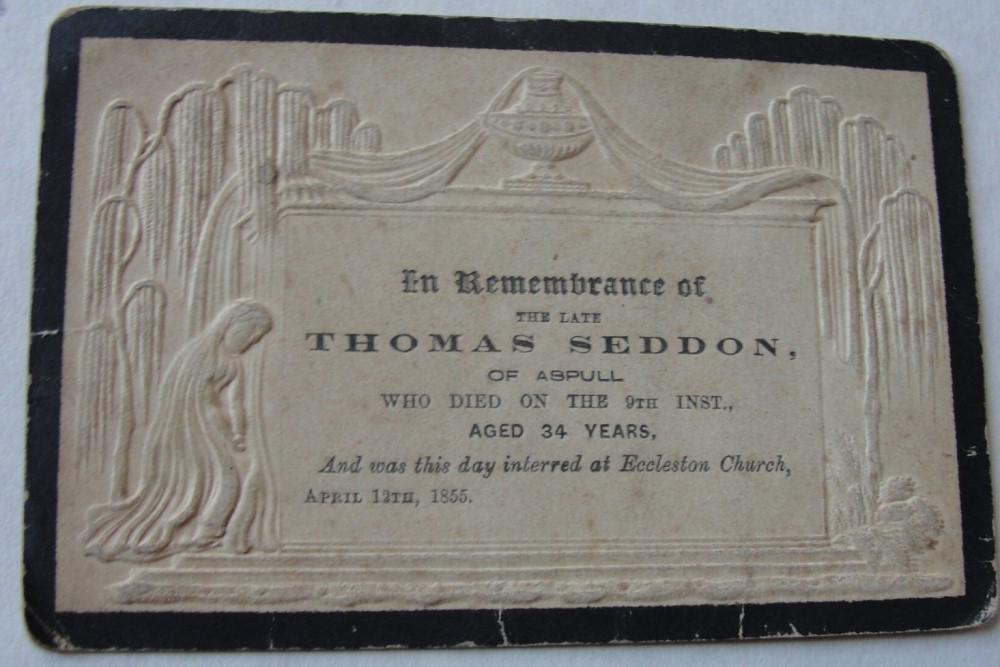 In Remembrance of
THE LATE
THOMAS SEDDON,
OF ASPULL
WHO DIED ON THE 9TH INST.,
AGED 34 YEARS,
And was this day interred at Eccleston Church,
APRIL 12TH, 1855.